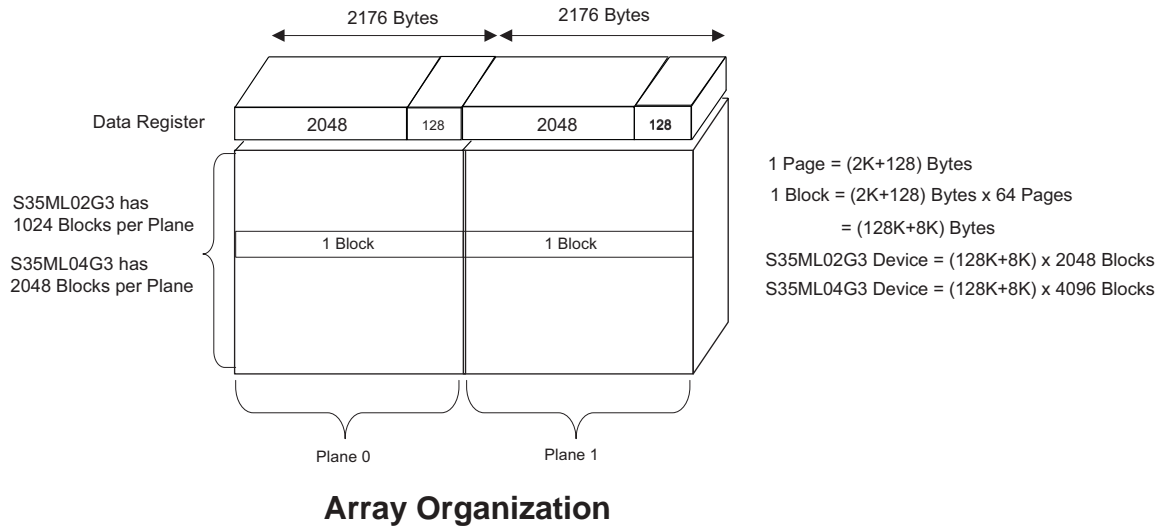 2176 Bytes
2176 Bytes
Data Register
2048
128
2048
128
S35ML02G3 has
1024 Blocks per Plane
S35ML04G3 has
2048 Blocks per Plane
1 Block
1 Block
1 Page = (2K+128) Bytes
1 Block = (2K+128) Bytes x 64 Pages
= (128K+8K) Bytes
S35ML02G3 Device = (128K+8K) x 2048 Blocks
S35ML04G3 Device = (128K+8K) x 4096 Blocks
Plane 0
Plane 1
Array Organization